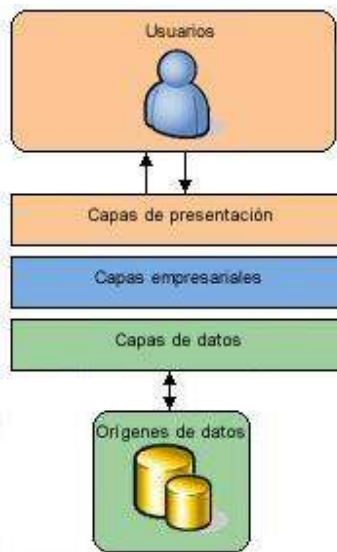 Usuarios
Capas de presentación
Capas empresariales
Capas de datos
Orígenes de datos